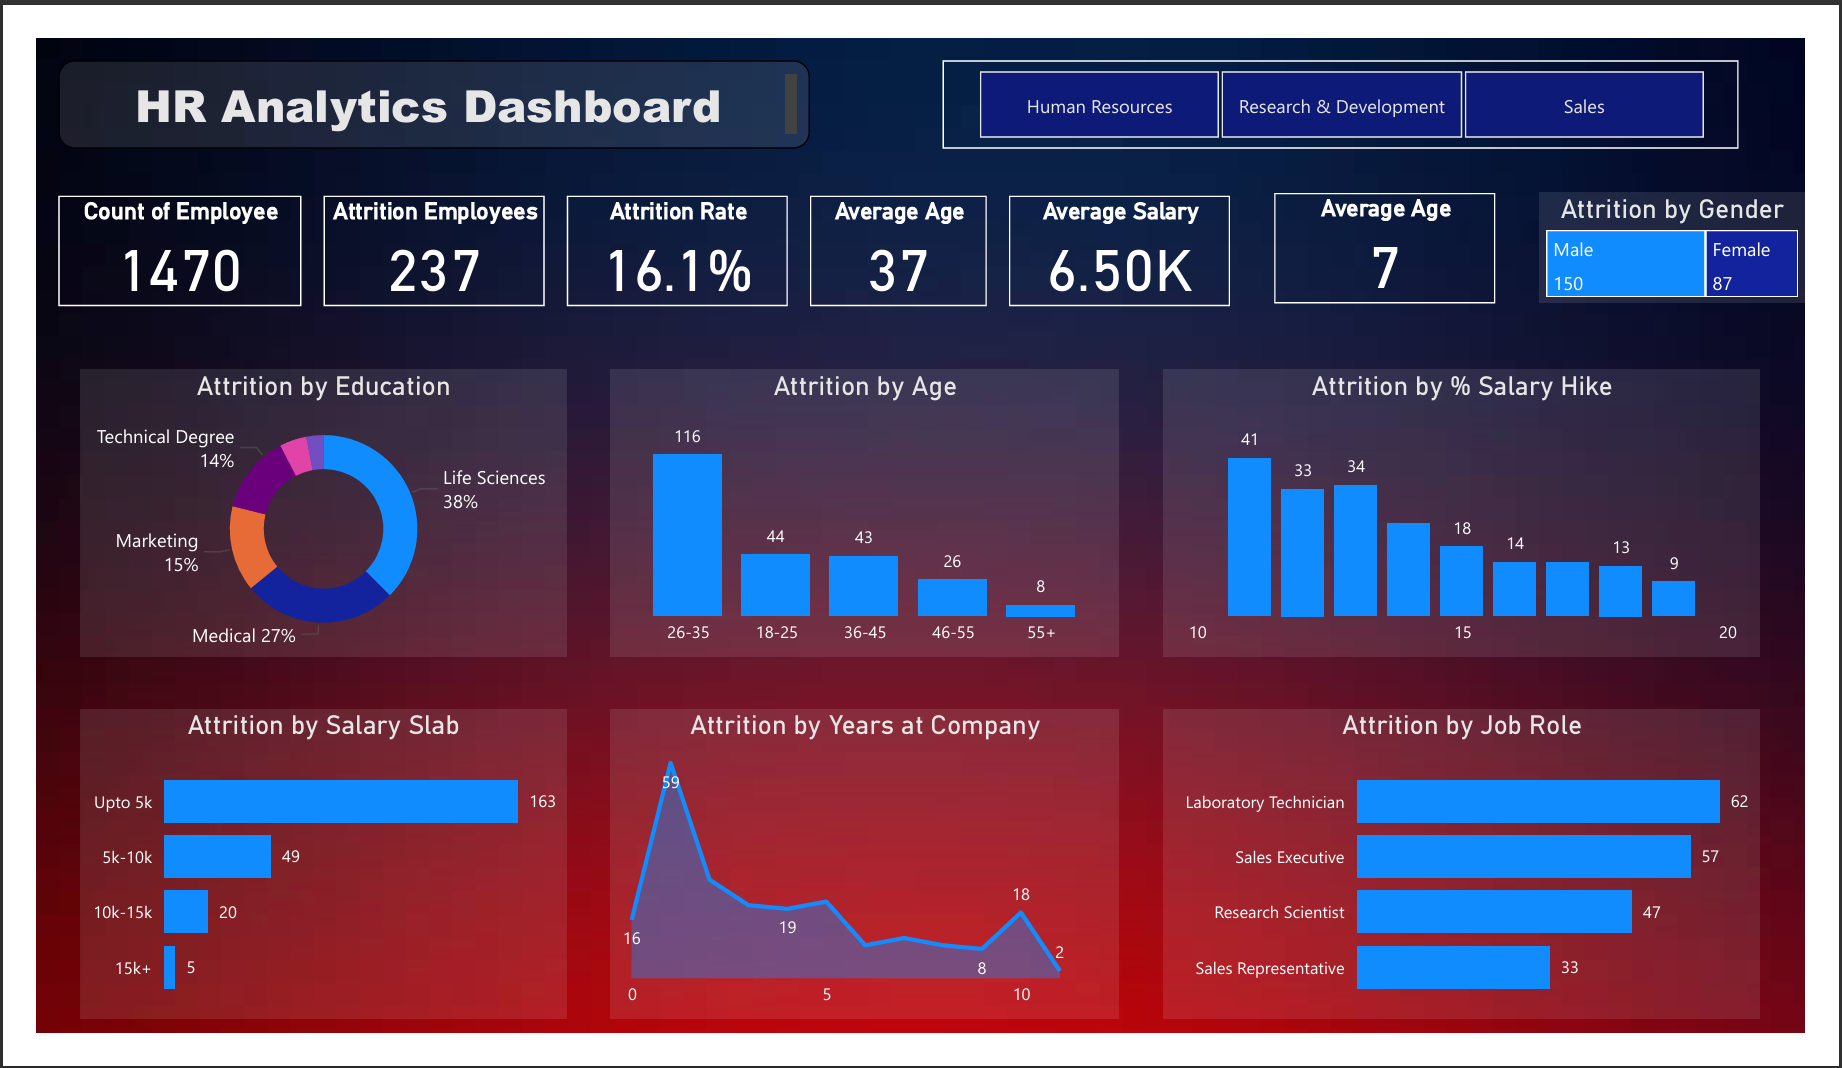 HR Analytics Dashboard
Human Resources
Research & Development
Sales
Count of Employee
1470
Attrition Employees
237
Attrition Rate
16.1%
Average Age
37
Average Salary
6.50K
Average Age
7
Attrition by Gender
Male
150
Female
87
Attrition by Education
Technical Degree
14%
Life Sciences
38%
Marketing
15%
Medical 27%
Attrition by Age
116
44
43
26
8
26-35 18-25 36-45 46-55 55+
Attrition by % Salary Hike
41
33
34
18
14
13
9
10 15 20
Attrition by Salary Slab
Upto 5k 163
5k-10k 49
10k-15k 20
15k+ 5
Attrition by Years at Company
59
16
19
8
18
2
0 5 10
Attrition by Job Role
Laboratory Technician 62
Sales Executive 57
Research Scientist 47
Sales Representative 33